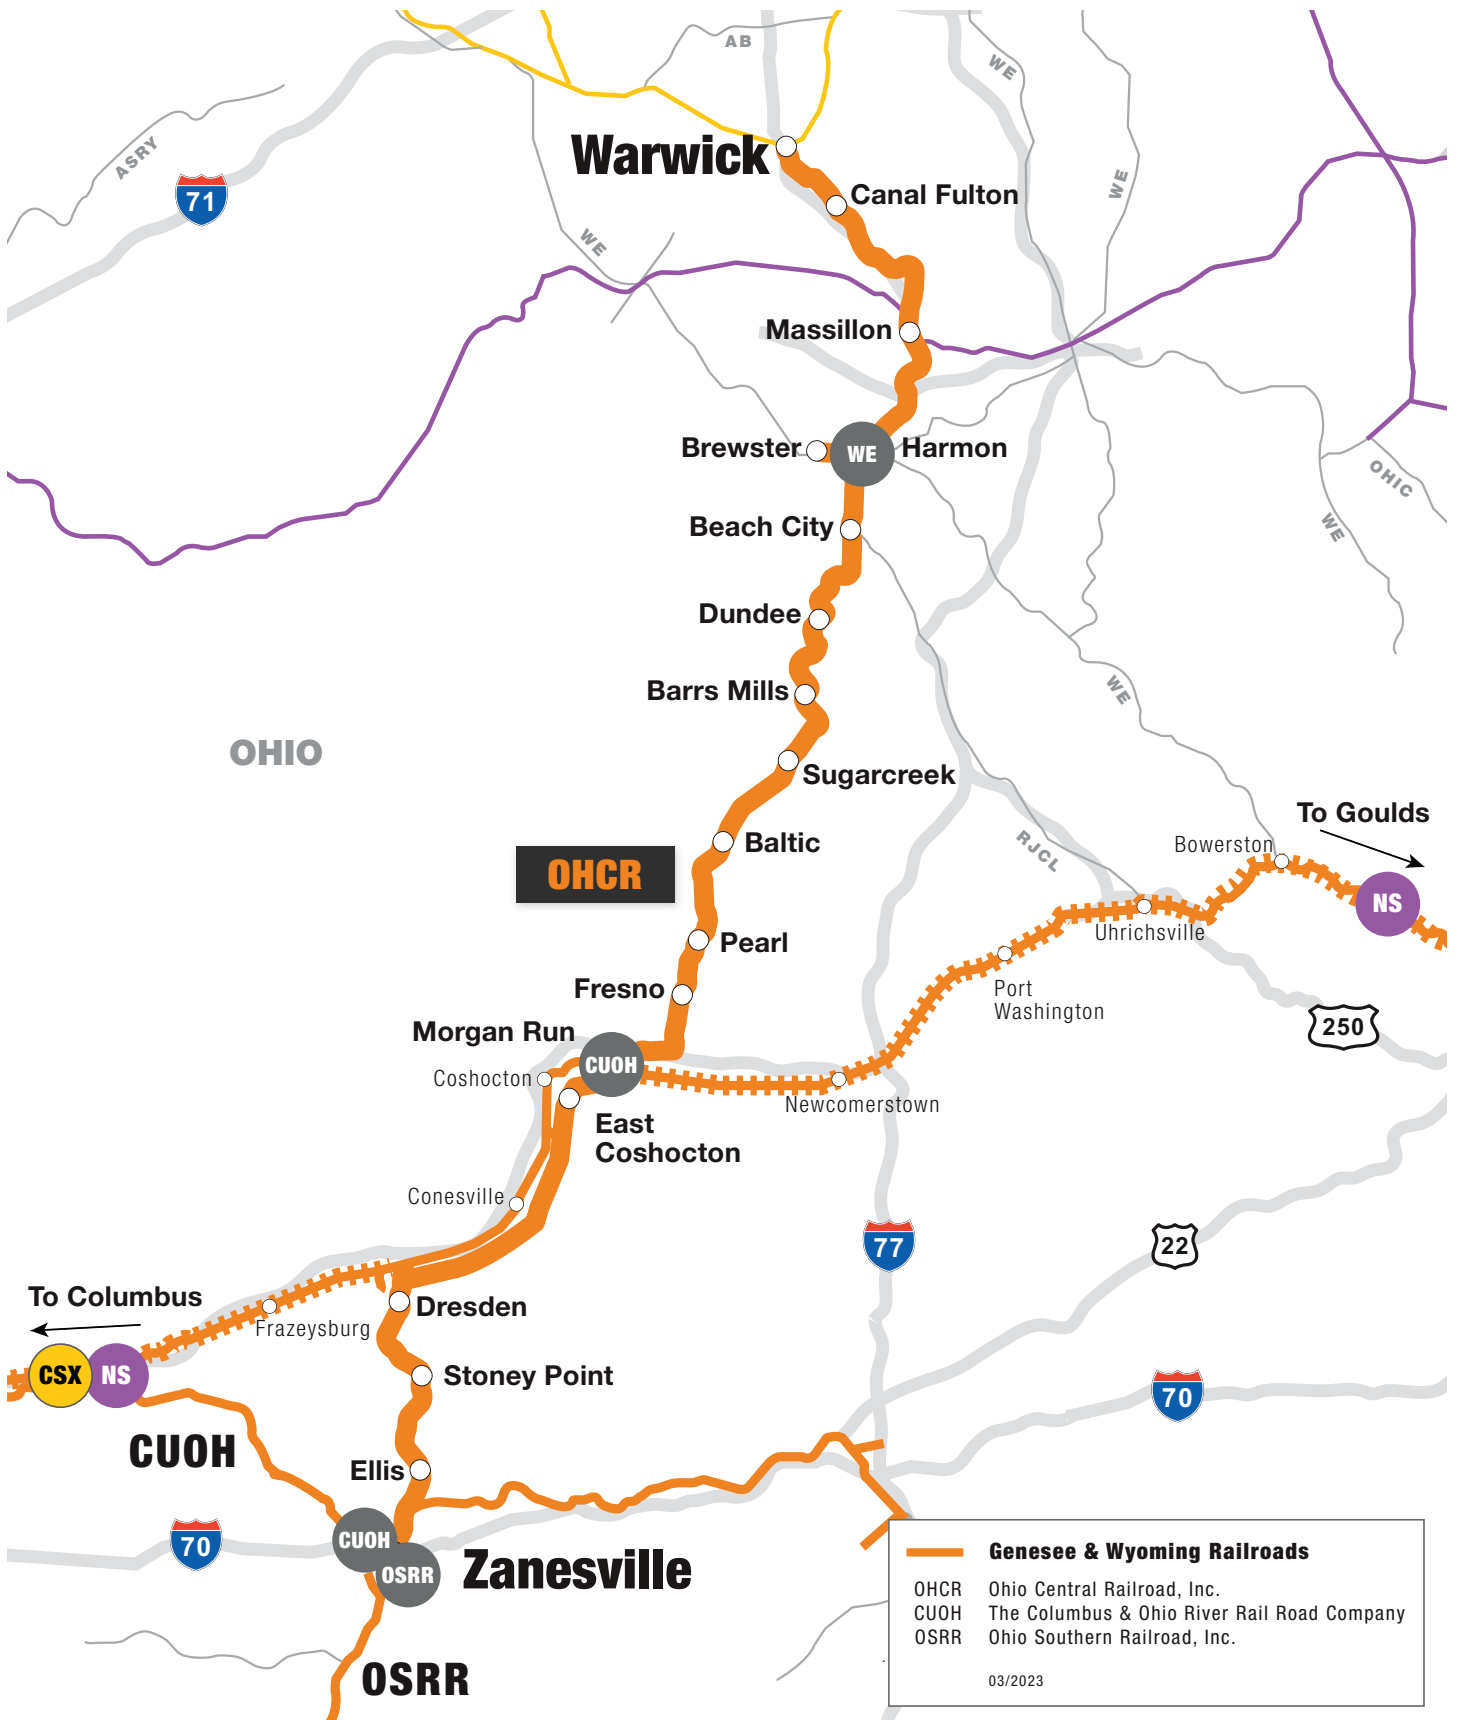 AB
WE
ASRY
Warwick
71
Canal Fulton
WE
WE
Massillon
Brewster
WE
Harmon
OHIC
WE
Beach City
Dundee
Barrs Mills
WE
OHIO
Sugarcreek
To Goulds
Baltic
Bowerston
RJCL
OHCR
NS
Pearl
Uhrichsville
Fresno
Port
Washington
250
Morgan Run
CUOH
Coshocton
Newcomerstown
East
Coshocton
Conesville
77
22
To Columbus
Dresden
Frazeysburg
CSX
NS
Stoney Point
70
CUOH
Ellis
70
CUOH
OSRR
Zanesville
Genesee & Wyoming Railroads
OHCR Ohio Central Railroad, Inc.
CUOH The Columbus & Ohio River Rail Road Company
OSRR Ohio Southern Railroad, Inc.
03/2023
OSRR